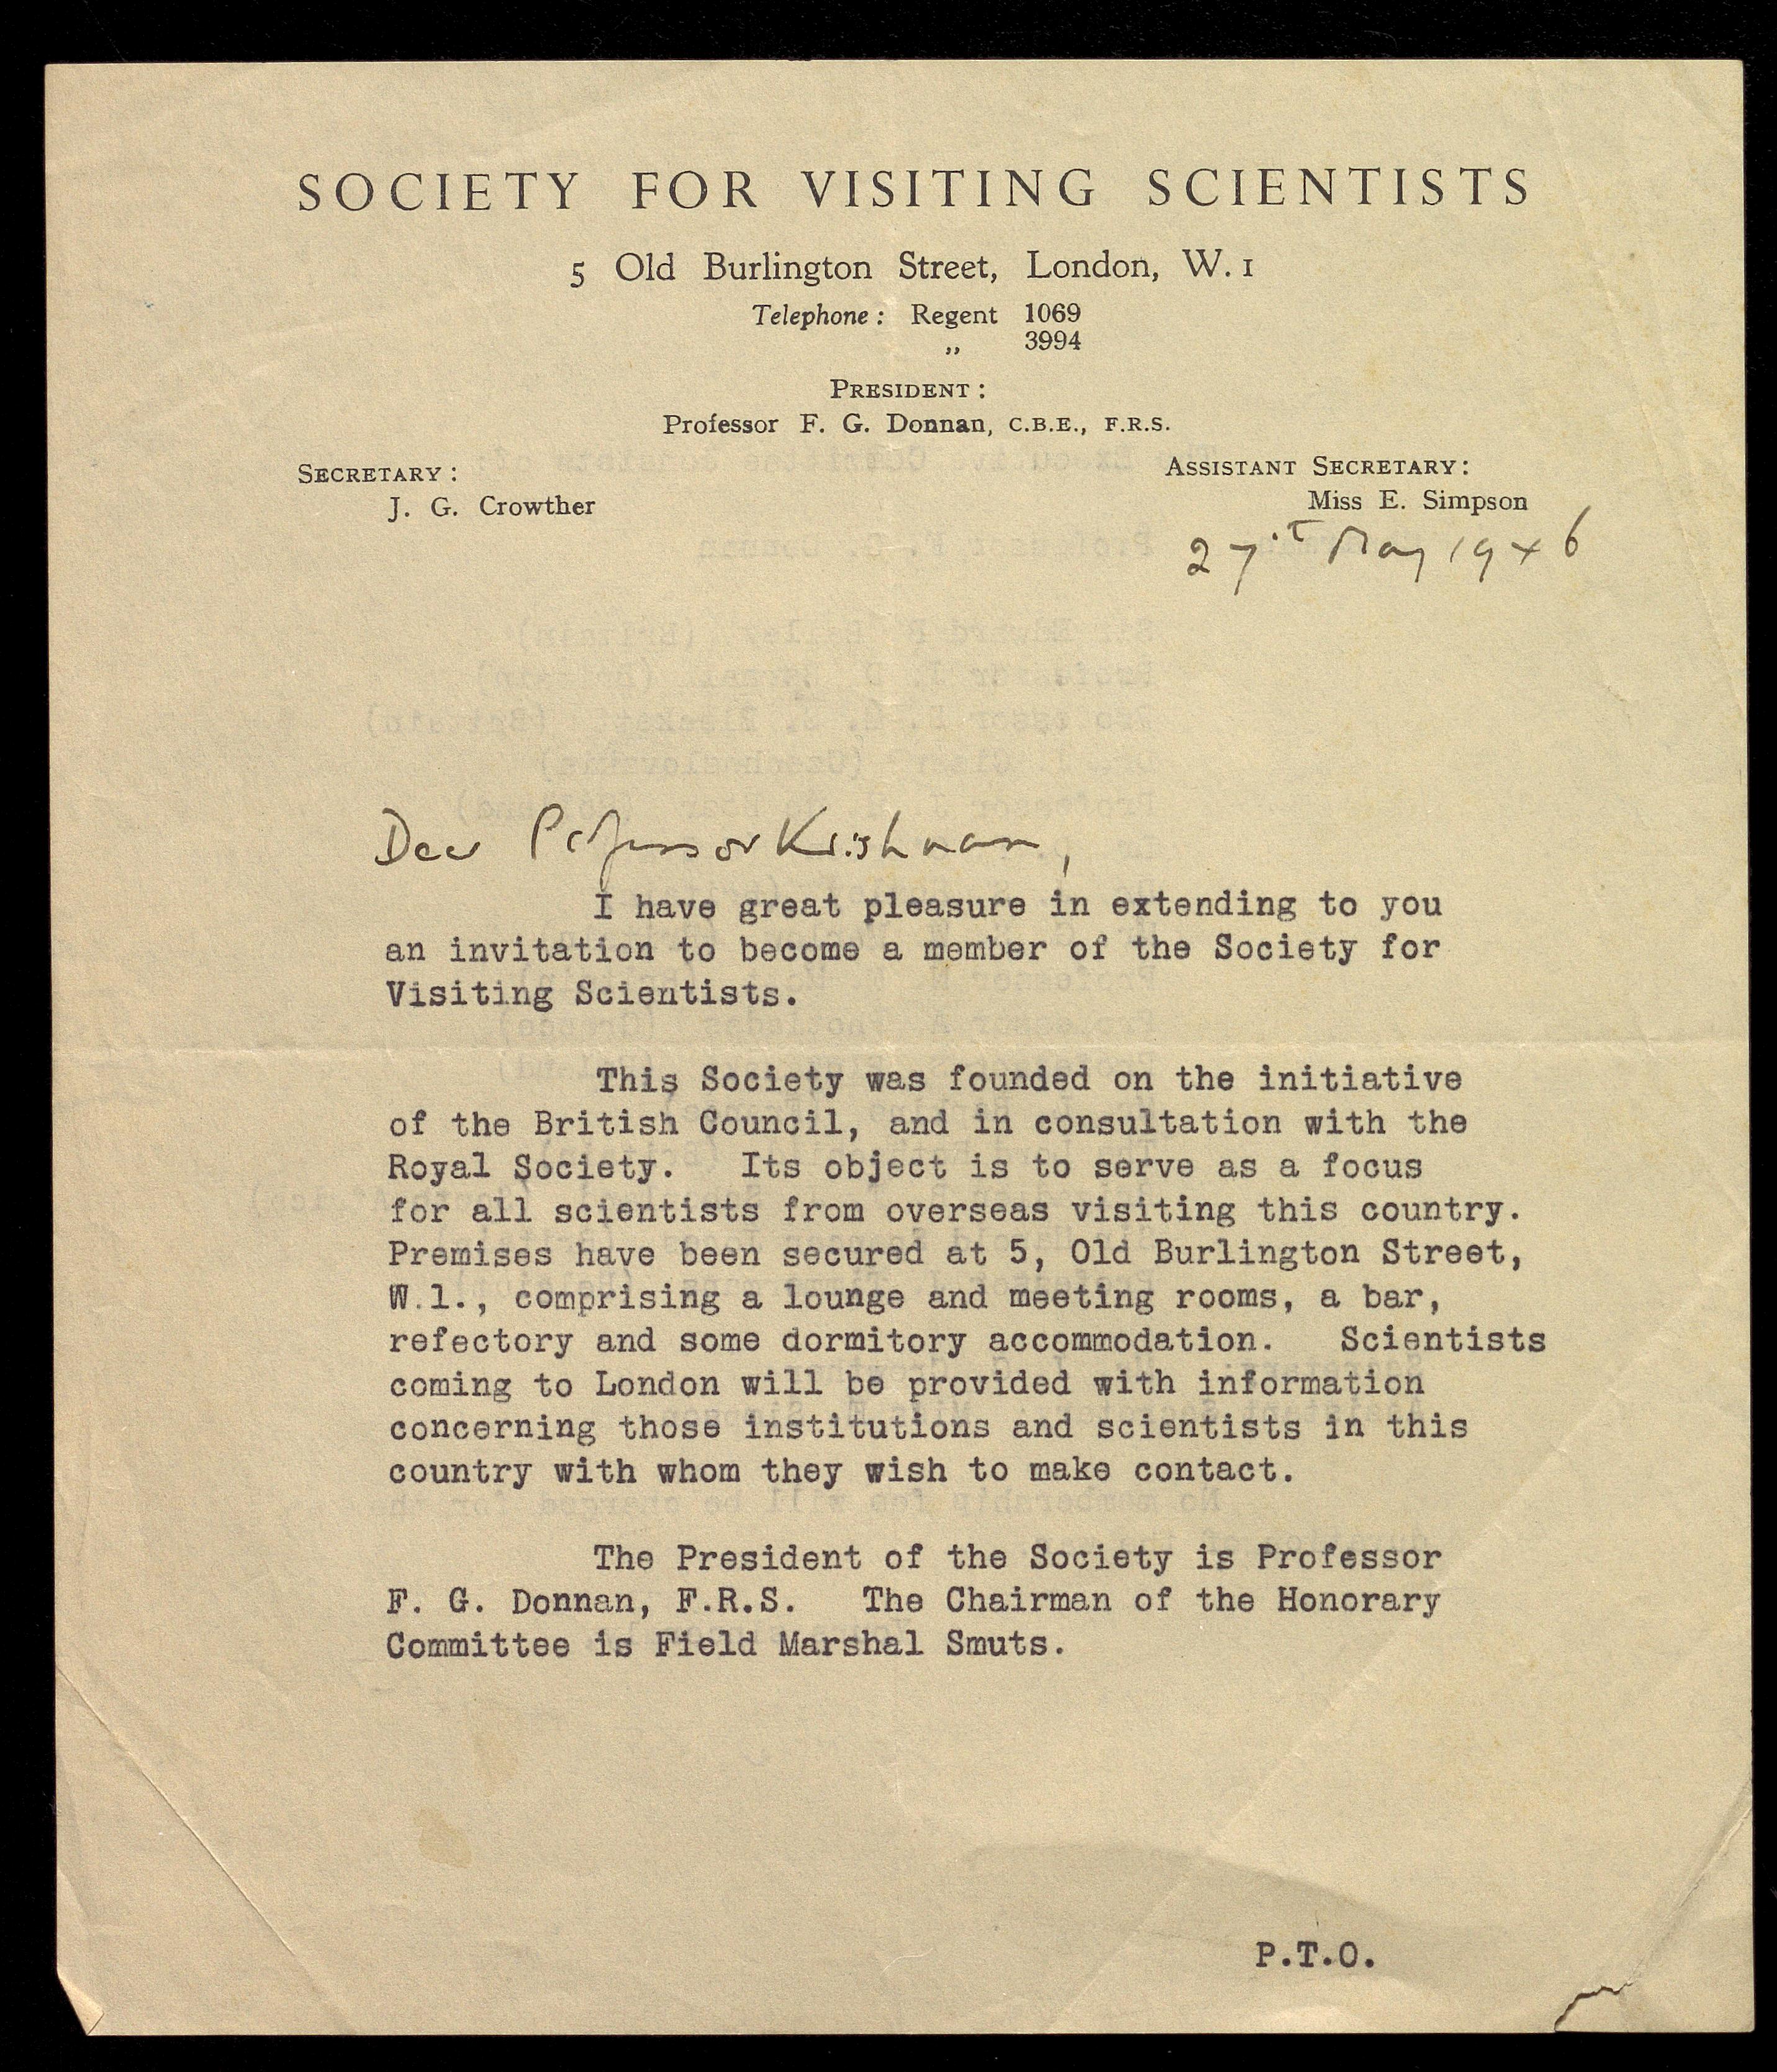 SOCIETY FOR VISITING SCIENTISTS
5 Old Burlington Street, London, W. 1
Telephone: Regent 1069
„ 3994
PRESIDENT:
Professor F. G. Donnan, C.B.E., F.R.S.
SECRETARY: ASSISTANT SECRETARY:
J. G. Crowther Miss E. Simpson
27th May 1946
Dear Professor Krishnan,
I have great pleasure in extending to you
an invitation to become a member of the Society for
Visiting Scientists.
This Society was founded on the initiative
of the British Council, and in consultation with the
Royal Society. Its object is to serve as a focus
for all scientists from overseas visiting this country.
Premises have been secured at 5, Old Burlington Street,
W.1., comprising a lounge and meeting rooms, a bar,
refectory and some dormitory accommodation. Scientists
coming to London will be provided with information
concerning those institutions and scientists in this
country with whom they wish to make contact.
The President of the Society is Professor
F. G. Donnan, F.R.S. The Chairman of the Honorary
Committee is Field Marshal Smuts.
P.T.O.